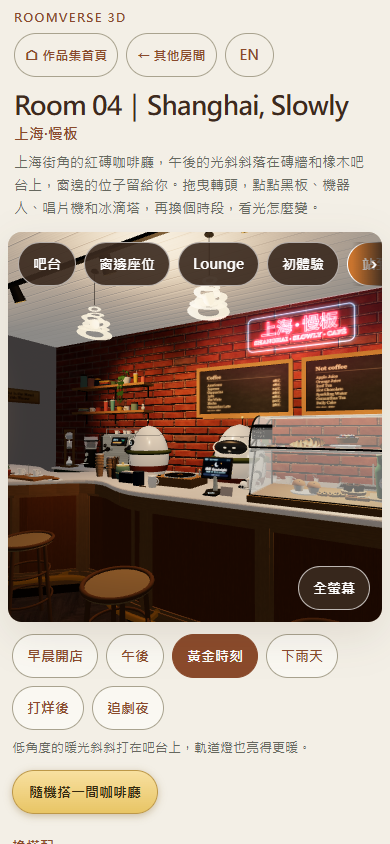 ROOMVERSE 3D
作品集首頁
← 其他房間
EN
Room 04｜Shanghai, Slowly
上海·慢板
上海街角的紅磚咖啡廳，午後的光斜斜落在磚牆和橡木吧
台上，窗邊的位子留給你。拖曳轉頭，點點黑板、機器
人、唱片機和冰滴塔，再換個時段，看光怎麼變。
吧台
窗邊座位
Lounge
初體驗
上海·慢板
SHANGHAI·SLOWLY·CAFE
Coffee
Not coffee
全螢幕
早晨開店
午後
黃金時刻
下雨天
打烊後
追劇夜
低角度的暖光斜斜打在吧台上，軌道燈也亮得更暖。
隨機搭一間咖啡廳